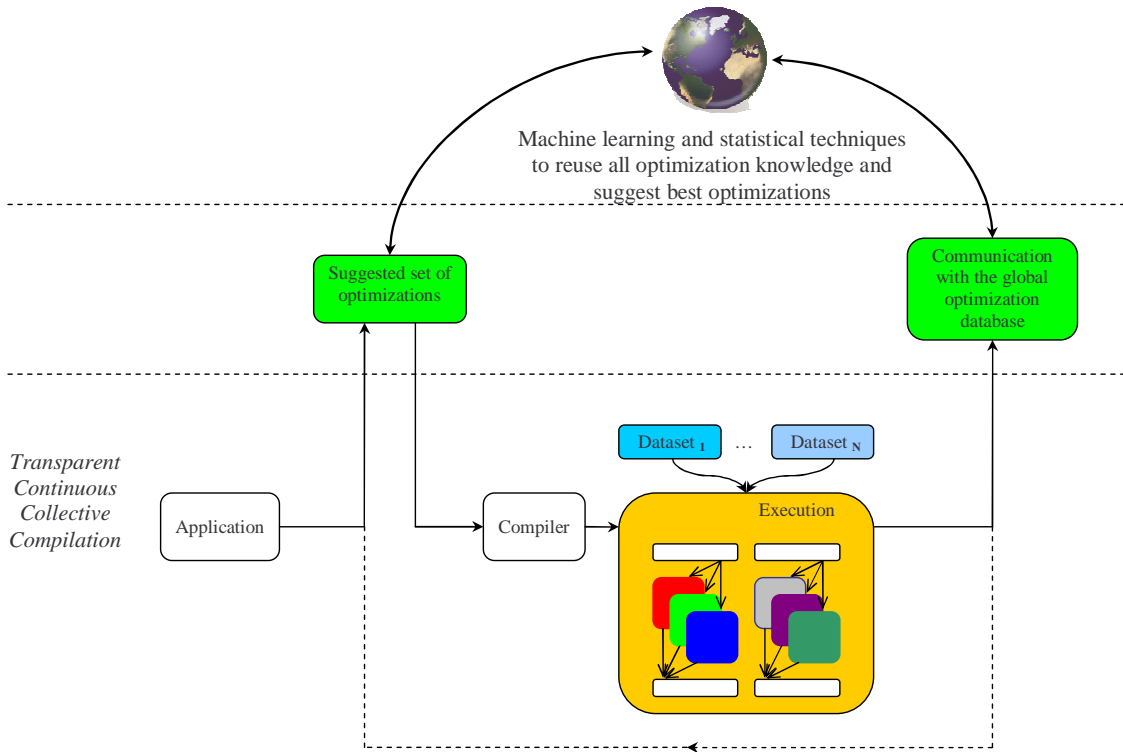 Machine learning and statistical techniques
to reuse all optimization knowledge and
suggest best optimizations
Suggested set of
optimizations
Communication
with the global
optimization
database
Dataset 1
...
Dataset N
Transparent
Continuous
Collective
Compilation
Application
Compiler
Execution